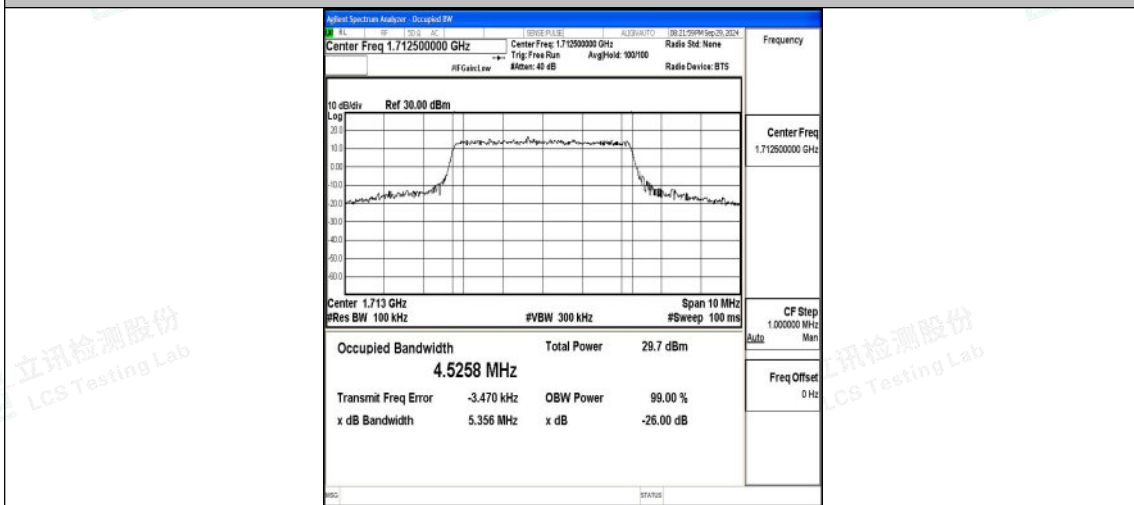 Agilent Spectrum Analyzer - Occupied BW
RL RF 50 Ω AC SENSE:PULSE ALIGNAUTO 08:21:59PM Sep 29, 2024
Center Freq 1.712500000 GHz
Center Freq: 1.712500000 GHz
Radio Std: None
Trig: Free Run Avg|Hold: 100/100
#IFGain:Low #Atten: 40 dB Radio Device: BTS
Frequency
10 dB/div Ref 30.00 dBm
Log
20.0
10.0
0.00
-10.0
-20.0
-30.0
-40.0
-50.0
-60.0
Center Freq
1.712500000 GHz
Center 1.713 GHz Span 10 MHz
#Res BW 100 kHz #VBW 300 kHz #Sweep 100 ms
CF Step
1.000000 MHz
Auto Man
Occupied Bandwidth Total Power 29.7 dBm
4.5258 MHz
Transmit Freq Error -3.470 kHz OBW Power 99.00 %
x dB Bandwidth 5.356 MHz x dB -26.00 dB
Freq Offset
0 Hz
MSG STATUS
立讯检测股份
LCS Testing Lab
立讯检测股份
LCS Testing Lab